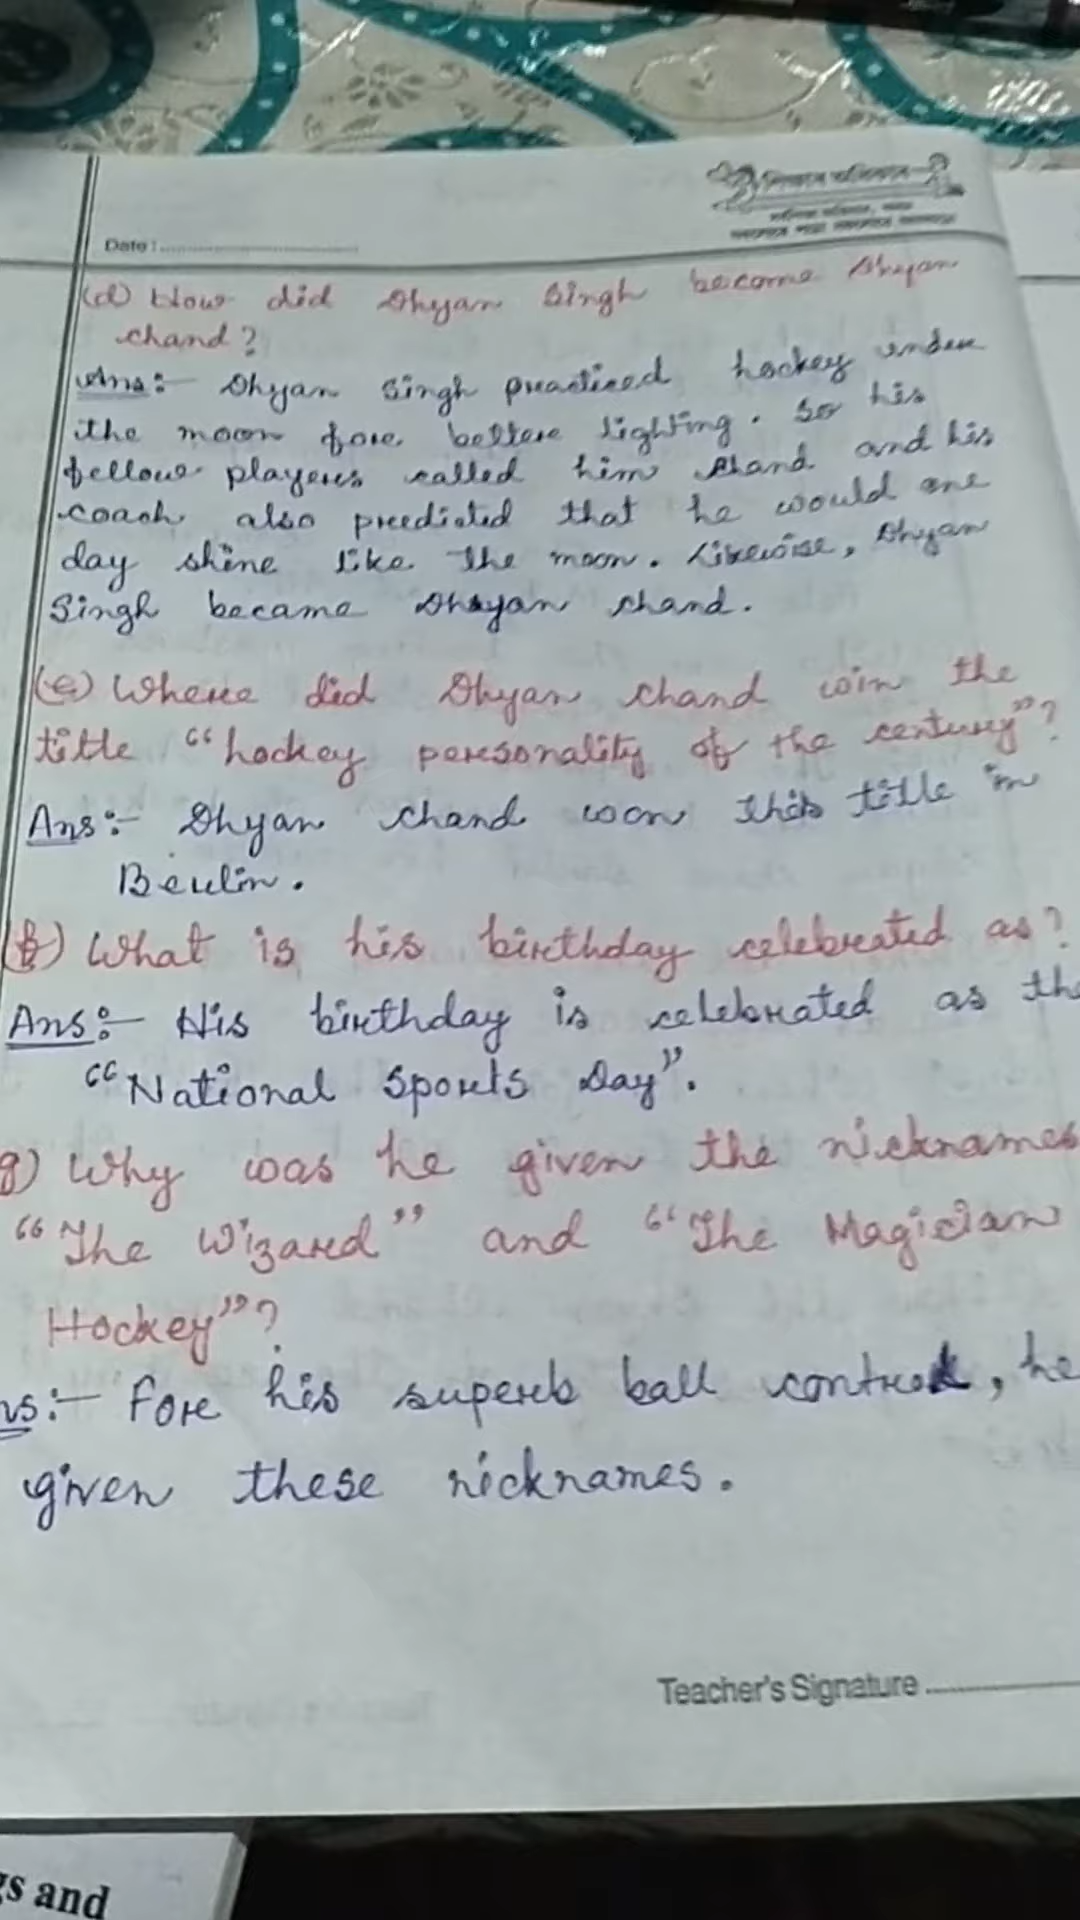 Date :
(d) How did Dhyan Singh become Dhyan
chand?
Ans:- Dhyan Singh practiced hockey under
the moon for better lighting. So his
fellow players called him chand and his
coach also predicted that he would one
day shine like the moon. Likewise, Dhyan
Singh became Dhyan chand.
(e) Where did Dhyan chand win the
title "hockey personality of the century"?
Ans:- Dhyan chand won this title in
Berlin.
(f) What is his birthday celebrated as?
Ans:- His birthday is celebrated as the
"National Sports Day".
g) Why was he given the nicknames
"The Wizard" and "The Magician
Hockey"?
ns:- For his superb ball control, he
given these nicknames.
Teacher's Signature
gs and